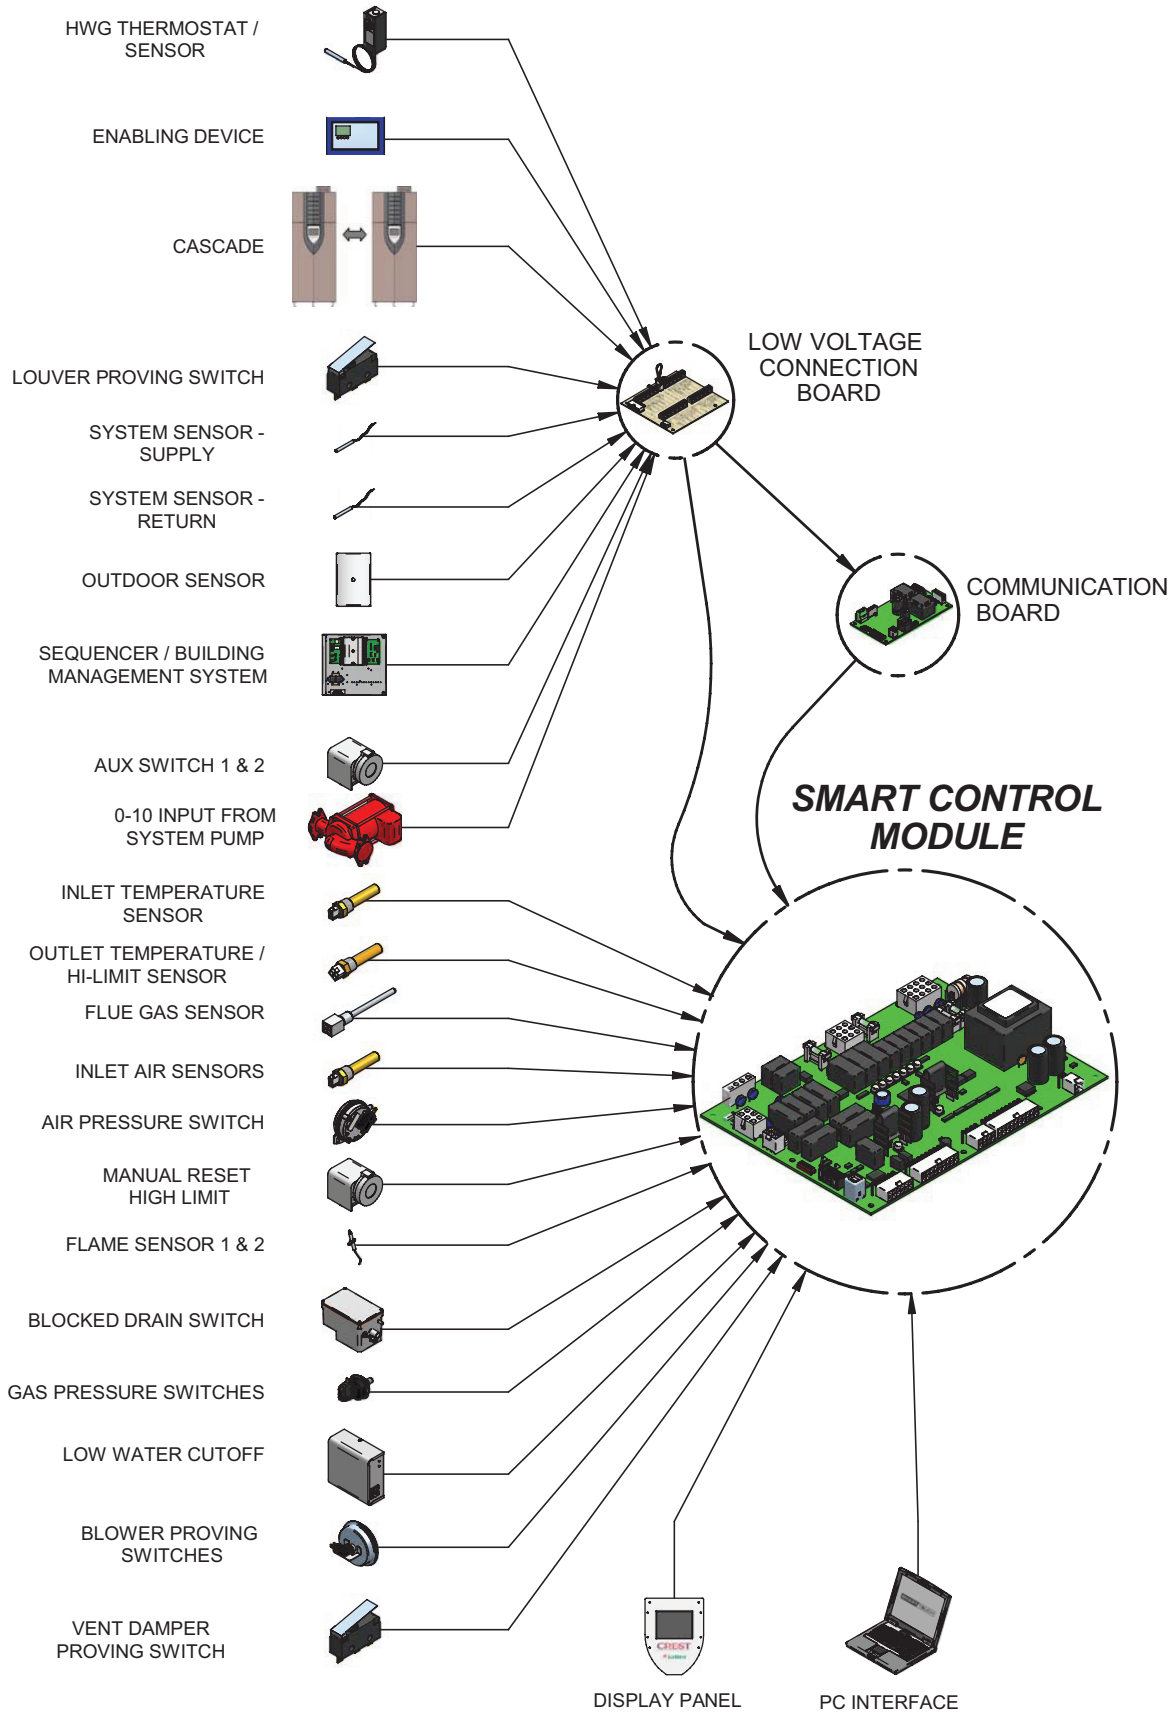 HWG THERMOSTAT /
SENSOR
ENABLING DEVICE
CASCADE
LOUVER PROVING SWITCH
SYSTEM SENSOR -
SUPPLY
SYSTEM SENSOR -
RETURN
OUTDOOR SENSOR
SEQUENCER / BUILDING
MANAGEMENT SYSTEM
AUX SWITCH 1 & 2
0-10 INPUT FROM
SYSTEM PUMP
INLET TEMPERATURE
SENSOR
OUTLET TEMPERATURE /
HI-LIMIT SENSOR
FLUE GAS SENSOR
INLET AIR SENSORS
AIR PRESSURE SWITCH
MANUAL RESET
HIGH LIMIT
FLAME SENSOR 1 & 2
BLOCKED DRAIN SWITCH
GAS PRESSURE SWITCHES
LOW WATER CUTOFF
BLOWER PROVING
SWITCHES
VENT DAMPER
PROVING SWITCH
LOW VOLTAGE
CONNECTION
BOARD
COMMUNICATION
BOARD
SMART CONTROL
MODULE
CREST
DISPLAY PANEL
PC INTERFACE